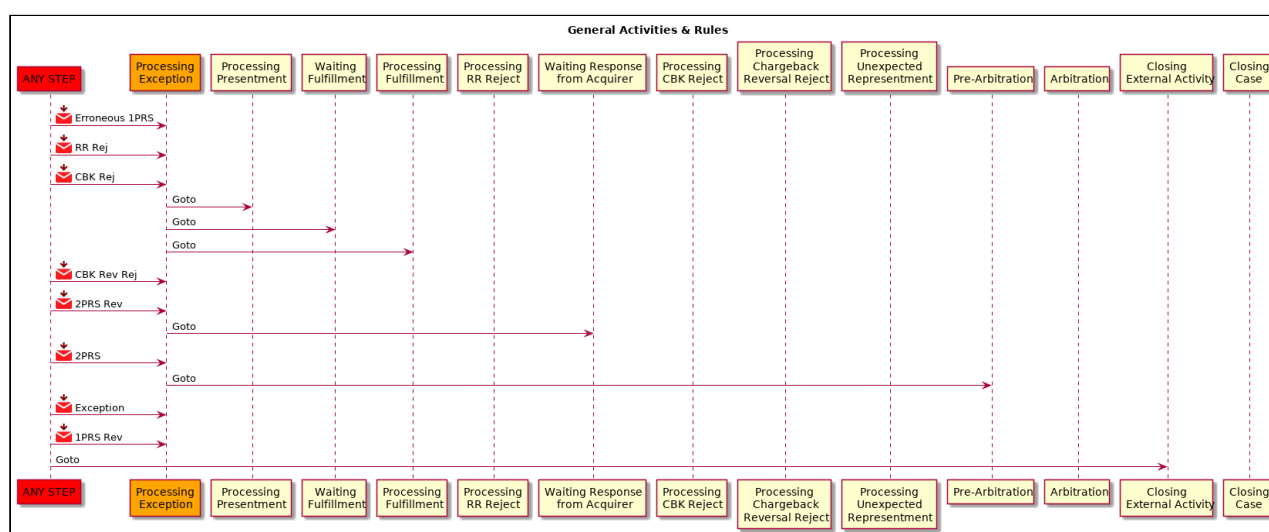 General Activities & Rules
ANY STEP
Processing
Exception
Processing
Presentment
Waiting
Fulfillment
Processing
Fulfillment
Processing
RR Reject
Waiting Response
from Acquirer
Processing
CBK Reject
Processing
Chargeback
Reversal Reject
Processing
Unexpected
Representment
Pre-Arbitration
Arbitration
Closing
External Activity
Closing
Case
Erroneous 1PRS
RR Rej
CBK Rej
Goto
Goto
Goto
CBK Rev Rej
2PRS Rev
Goto
2PRS
Goto
Exception
1PRS Rev
Goto
ANY STEP
Processing
Exception
Processing
Presentment
Waiting
Fulfillment
Processing
Fulfillment
Processing
RR Reject
Waiting Response
from Acquirer
Processing
CBK Reject
Processing
Chargeback
Reversal Reject
Processing
Unexpected
Representment
Pre-Arbitration
Arbitration
Closing
External Activity
Closing
Case